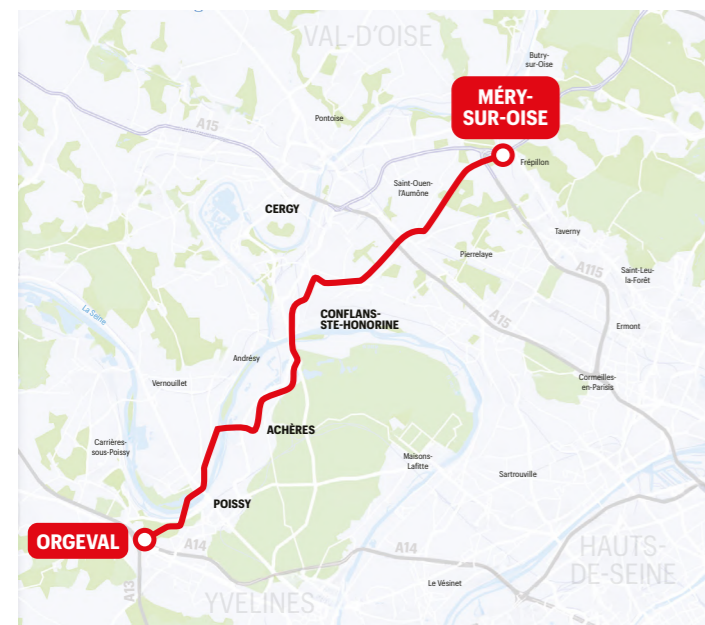 VAL-D'OISE
Butry-
sur-Oise
MÉRY-
SUR-OISE
A15
Pontoise
Frépillon
Saint-Ouen-
l'Aumône
CERGY
Taverny
Pierrelaye
A115
Saint-Leu-
la-Forêt
La Seine
CONFLANS-
STE-HONORINE
A15
Ermont
Andrésy
Vernouillet
Cormeilles-
en-Parisis
ACHÈRES
Carrières-
sous-Poissy
Maisons-
Lafitte
Sartrouville
POISSY
ORGEVAL
A14
A14
HAUTS-
DE-SEINE
A13
Le Vésinet
YVELINES